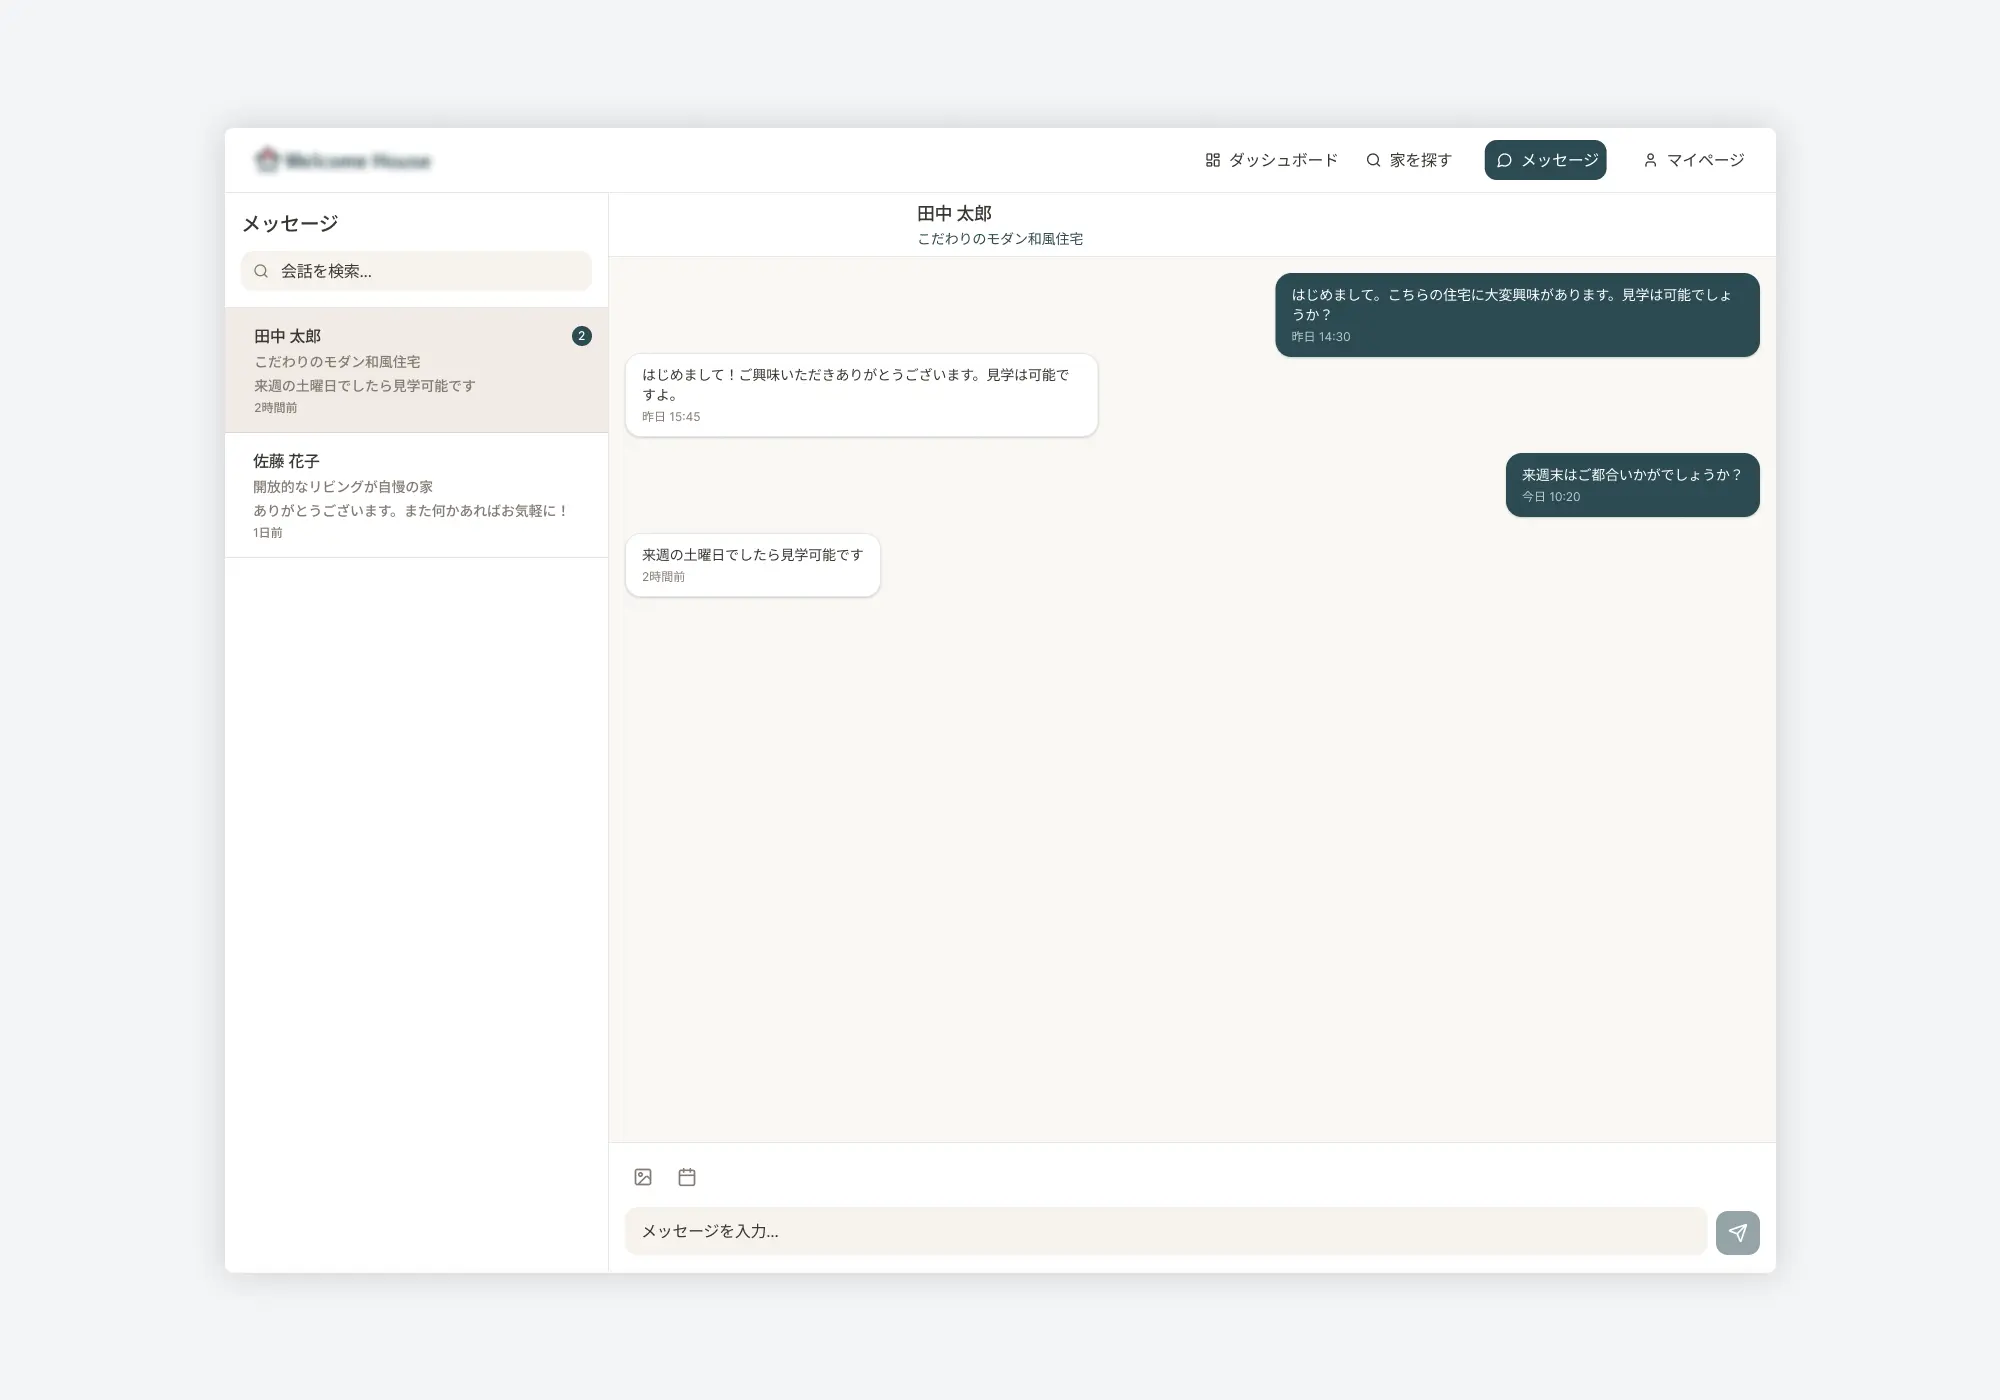 Welcome House
ダッシュボード
家を探す
メッセージ
マイページ
メッセージ
会話を検索...
田中 太郎
2
こだわりのモダン和風住宅
来週の土曜日でしたら見学可能です
2時間前
佐藤 花子
開放的なリビングが自慢の家
ありがとうございます。また何かあればお気軽に！
1日前
田中 太郎
こだわりのモダン和風住宅
はじめまして。こちらの住宅に大変興味があります。見学は可能でしょ
うか？
昨日 14:30
はじめまして！ご興味いただきありがとうございます。見学は可能で
すよ。
昨日 15:45
来週末はご都合いかがでしょうか？
今日 10:20
来週の土曜日でしたら見学可能です
2時間前
メッセージを入力...